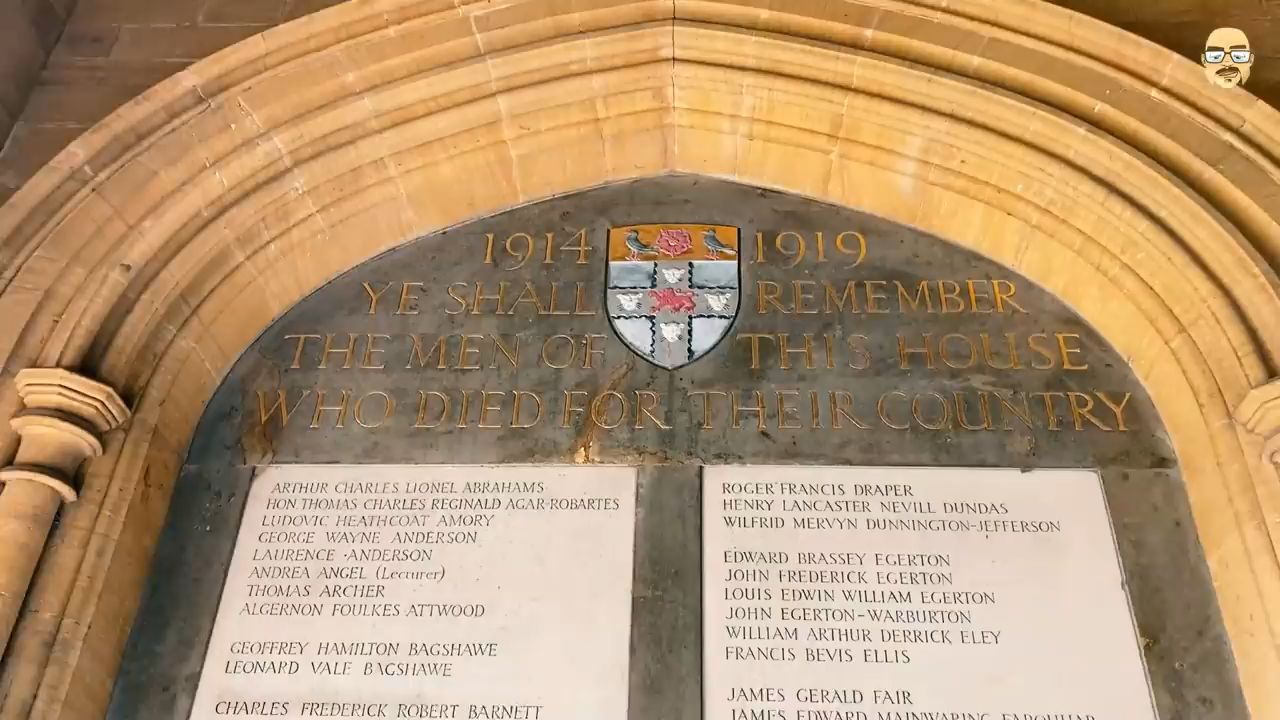 1914 1919
YE SHALL REMEMBER
THE MEN OF THIS HOUSE
WHO DIED FOR THEIR COUNTRY
ARTHUR CHARLES LIONEL ABRAHAMS
HON. THOMAS CHARLES REGINALD AGAR-ROBARTES
LUDOVIC HEATHCOAT AMORY
GEORGE WAYNE ANDERSON
LAURENCE ANDERSON
ANDREA ANGEL (Lecturer)
THOMAS ARCHER
ALGERNON FOULKES ATTWOOD
GEOFFREY HAMILTON BAGSHAWE
LEONARD VALE BAGSHAWE
CHARLES FREDERICK ROBERT BARNETT
ROGER FRANCIS DRAPER
HENRY LANCASTER NEVILL DUNDAS
WILFRID MERVYN DUNNINGTON-JEFFERSON
EDWARD BRASSEY EGERTON
JOHN FREDERICK EGERTON
LOUIS EDWIN WILLIAM EGERTON
JOHN EGERTON-WARBURTON
WILLIAM ARTHUR DERRICK ELEY
FRANCIS BEVIS ELLIS
JAMES GERALD FAIR
JAMES EDWARD MAINWARING FARQUHAR